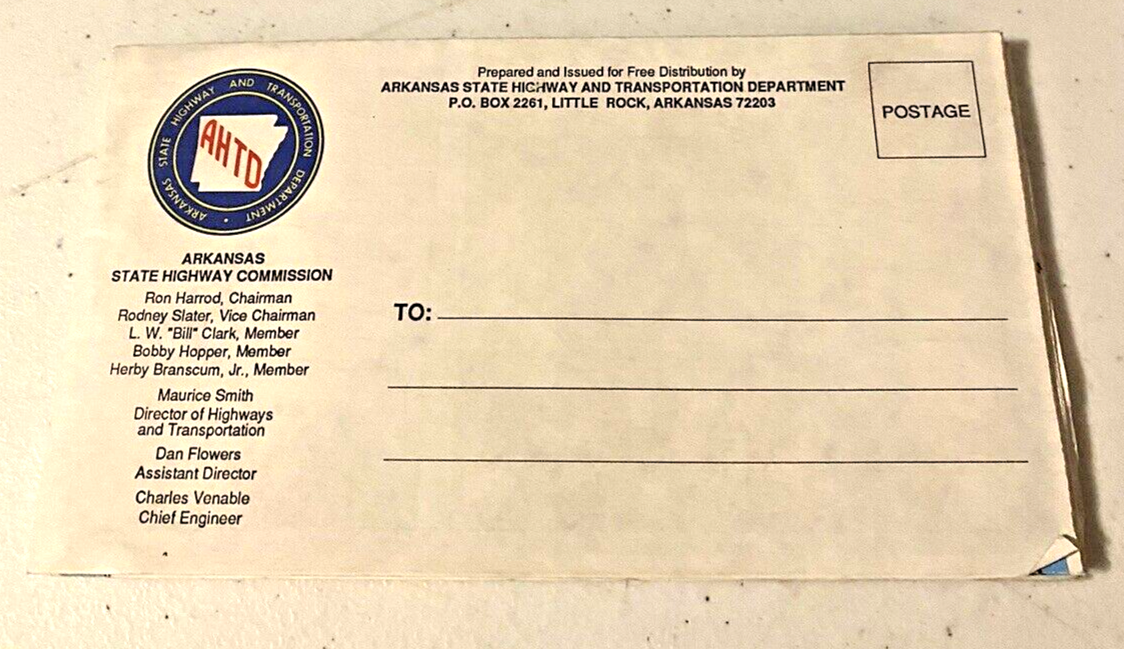 ARKANSAS STATE HIGHWAY AND TRANSPORTATION DEPARTMENT •
AHTD
ARKANSAS
STATE HIGHWAY COMMISSION
Ron Harrod, Chairman
Rodney Slater, Vice Chairman
L. W. "Bill" Clark, Member
Bobby Hopper, Member
Herby Branscum, Jr., Member
Maurice Smith
Director of Highways
and Transportation
Dan Flowers
Assistant Director
Charles Venable
Chief Engineer
Prepared and Issued for Free Distribution by
ARKANSAS STATE HIGHWAY AND TRANSPORTATION DEPARTMENT
P.O. BOX 2261, LITTLE ROCK, ARKANSAS 72203
POSTAGE
TO: